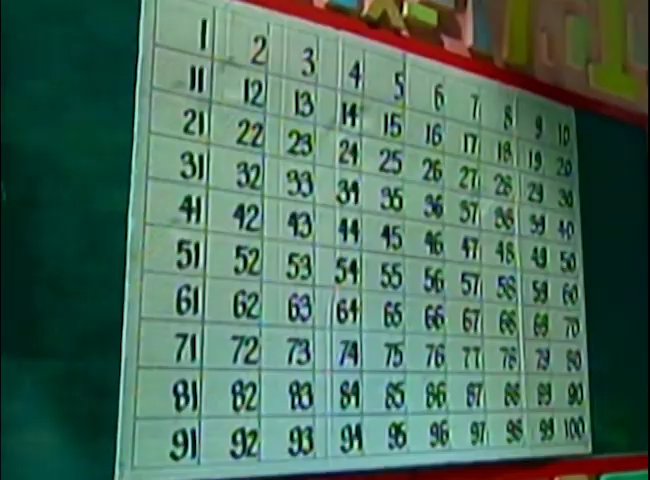 1 2 3 4 5 6 7 8 9 10
11 12 13 14 15 16 17 18 19 20
21 22 23 24 25 26 27 28 29 30
31 32 33 34 35 36 37 38 39 40
41 42 43 44 45 46 47 48 49 50
51 52 53 54 55 56 57 58 59 60
61 62 63 64 65 66 67 68 69 70
71 72 73 74 75 76 77 78 79 80
81 82 83 84 85 86 87 88 89 90
91 92 93 94 95 96 97 98 99 100